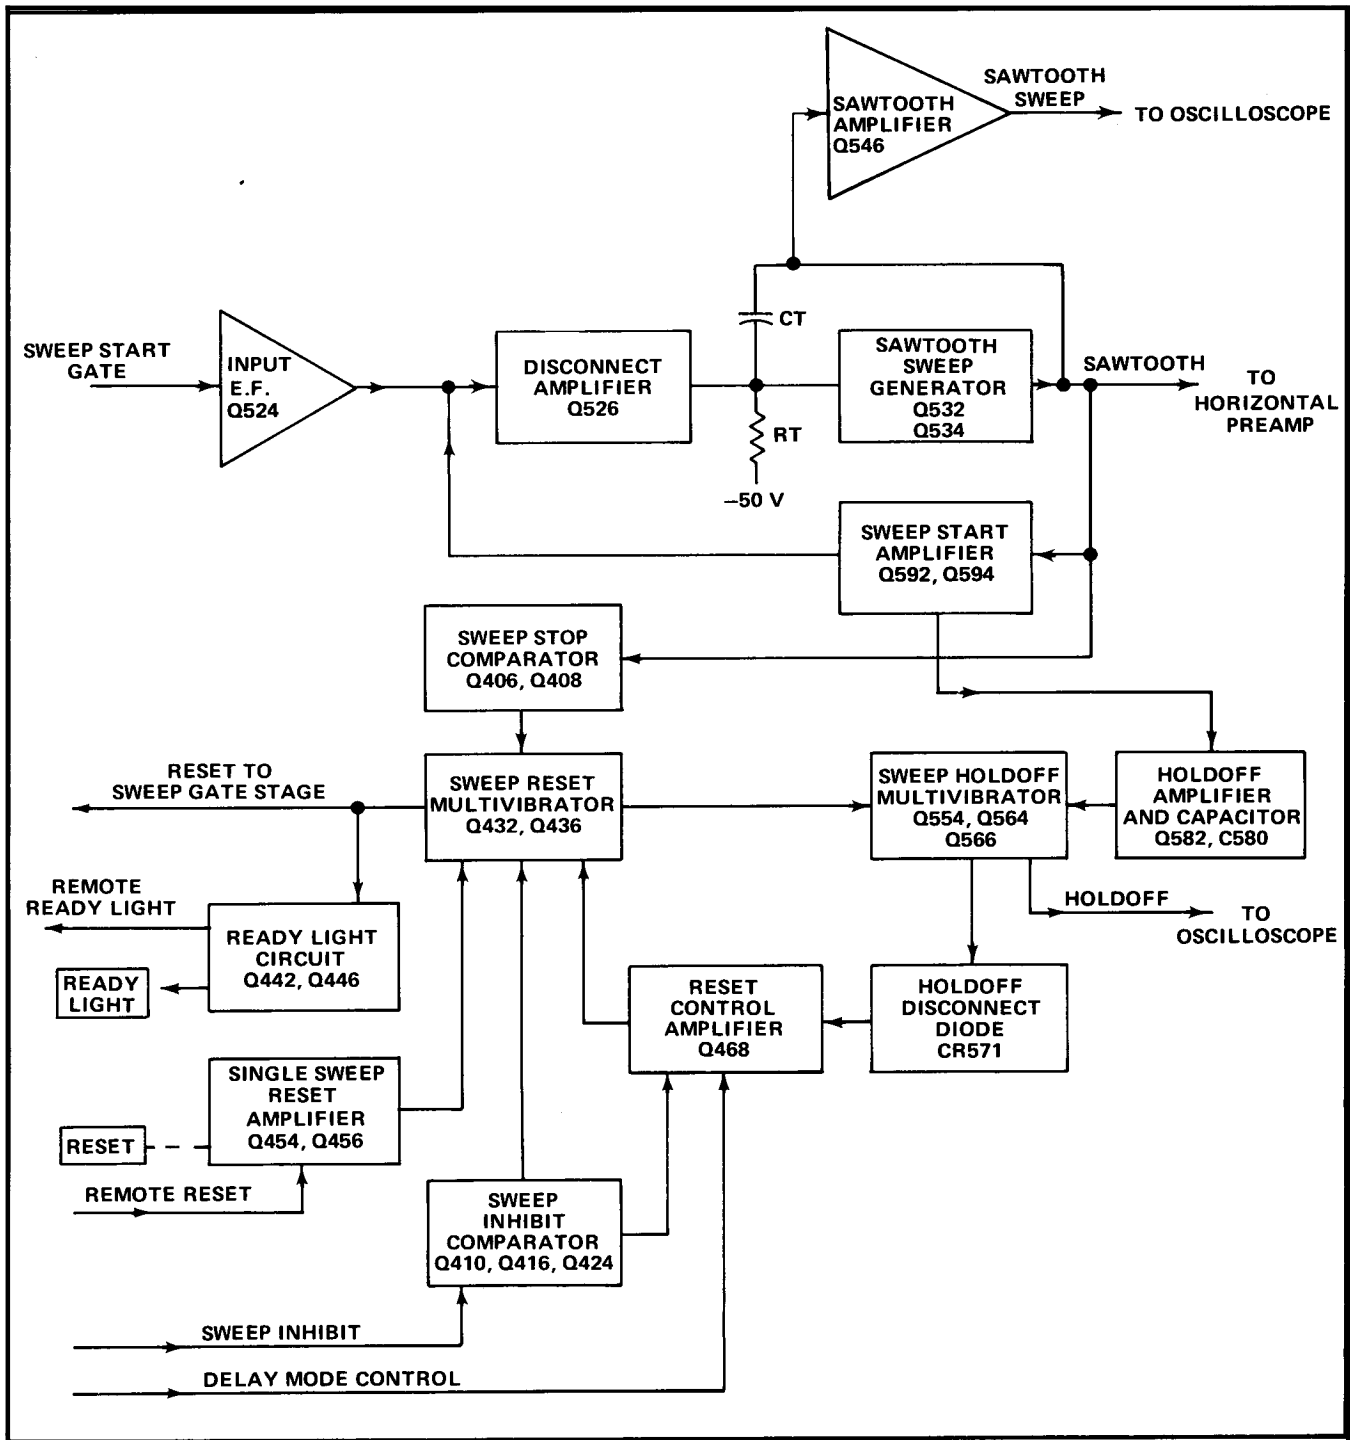 SAWTOOTH
SWEEP
TO OSCILLOSCOPE
SAWTOOTH
AMPLIFIER
Q546
CT
SWEEP START
GATE
INPUT
E.F.
Q524
DISCONNECT
AMPLIFIER
Q526
SAWTOOTH
SWEEP
GENERATOR
Q532
Q534
SAWTOOTH
TO
HORIZONTAL
PREAMP
RT
−50 V
SWEEP START
AMPLIFIER
Q592, Q594
SWEEP STOP
COMPARATOR
Q406, Q408
RESET TO
SWEEP GATE STAGE
SWEEP RESET
MULTIVIBRATOR
Q432, Q436
SWEEP HOLDOFF
MULTIVIBRATOR
Q554, Q564
Q566
HOLDOFF
AMPLIFIER
AND CAPACITOR
Q582, C580
REMOTE
READY LIGHT
READY LIGHT
CIRCUIT
Q442, Q446
READY
LIGHT
HOLDOFF
TO
OSCILLOSCOPE
RESET
CONTROL
AMPLIFIER
Q468
HOLDOFF
DISCONNECT
DIODE
CR571
SINGLE SWEEP
RESET
AMPLIFIER
Q454, Q456
RESET
REMOTE RESET
SWEEP
INHIBIT
COMPARATOR
Q410, Q416, Q424
SWEEP INHIBIT
DELAY MODE CONTROL